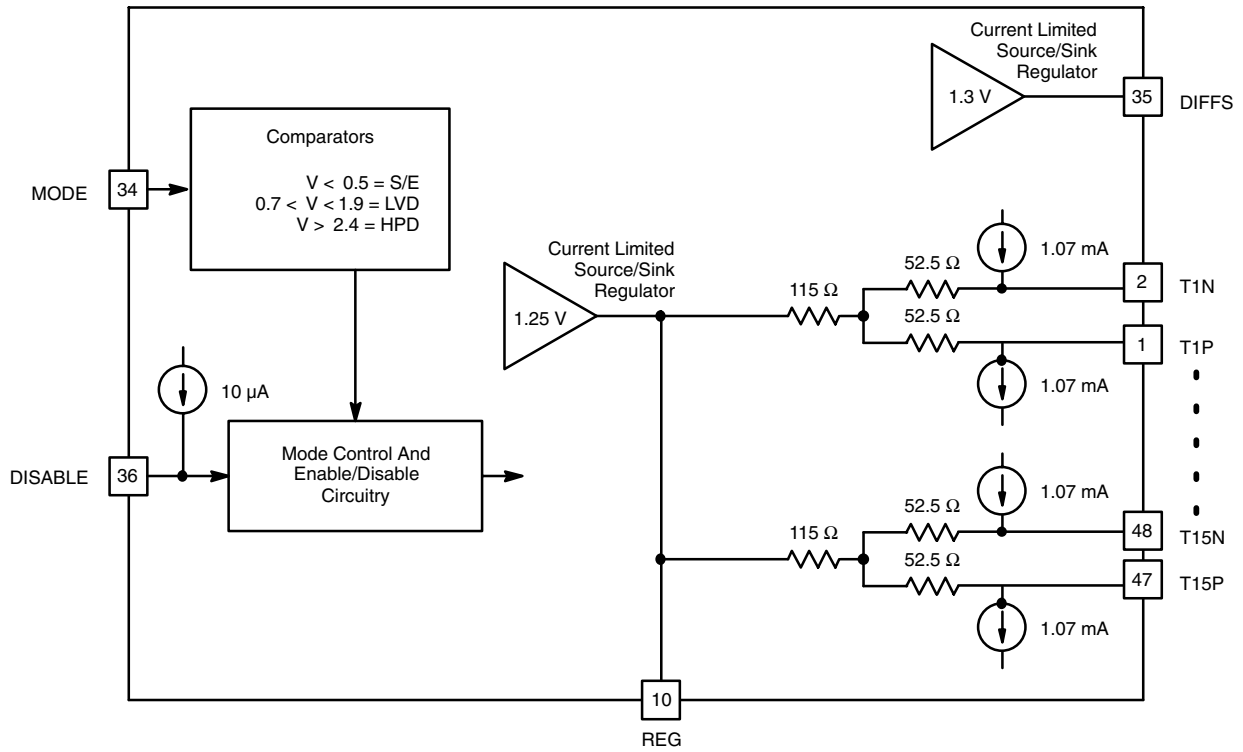 Current Limited
Source/Sink
Regulator
1.3 V
35
DIFFS
Comparators
V < 0.5 = S/E
0.7 < V < 1.9 = LVD
V > 2.4 = HPD
MODE
34
Current Limited
Source/Sink
Regulator
1.25 V
115 Ω
52.5 Ω
1.07 mA
2
T1N
52.5 Ω
1
T1P
1.07 mA
10 µA
DISABLE
36
Mode Control And
Enable/Disable
Circuitry
115 Ω
52.5 Ω
1.07 mA
48
T15N
52.5 Ω
47
T15P
1.07 mA
10
REG